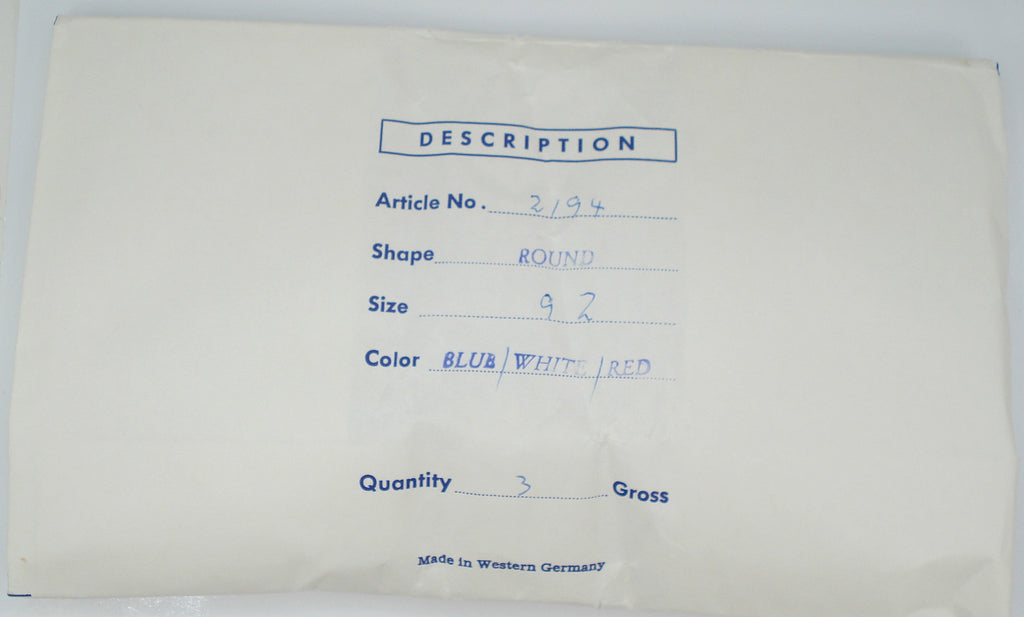 DESCRIPTION
Article No. 2194
Shape ROUND
Size 92
Color BLUE/WHITE/RED
Quantity 3 Gross
Made in Western Germany